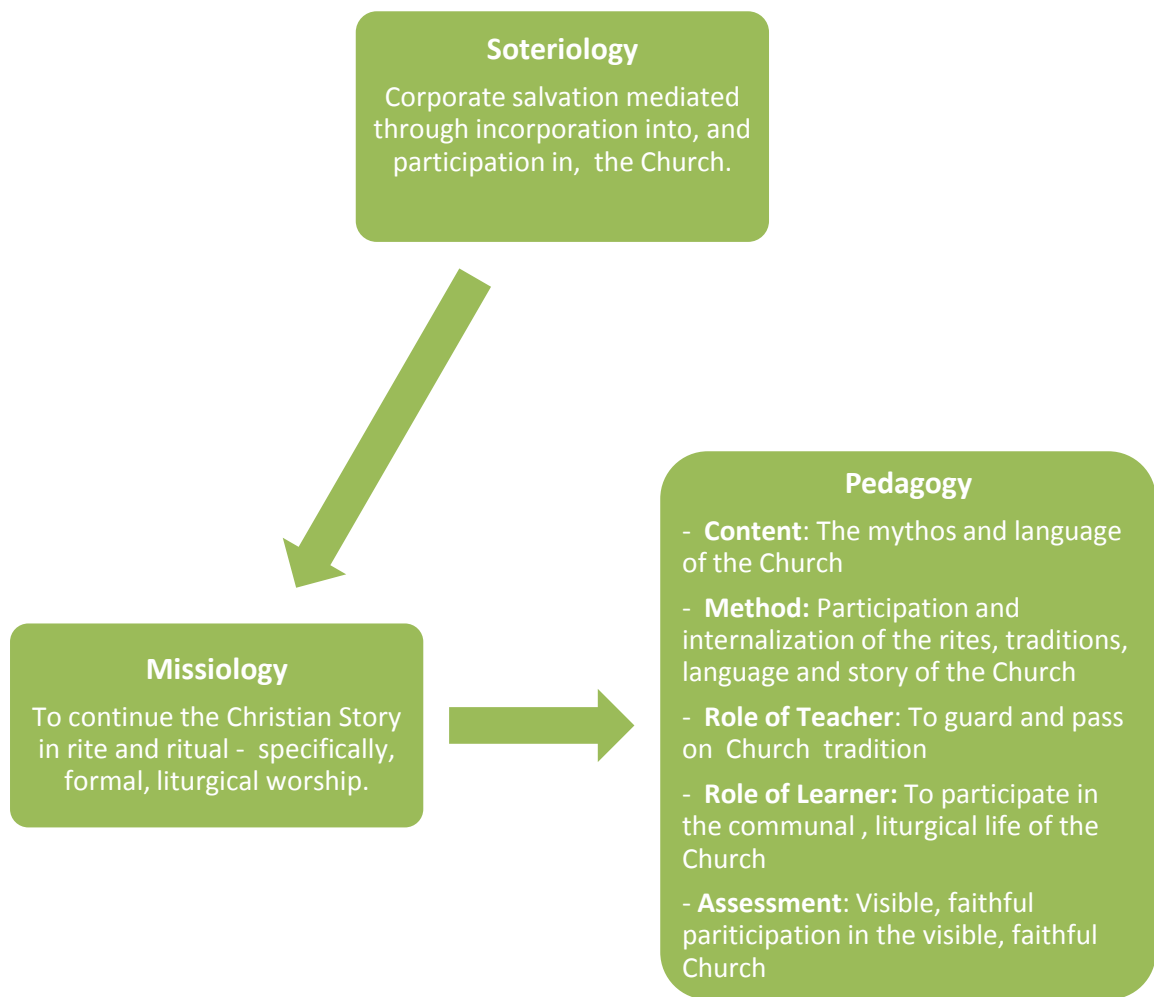 Soteriology
Corporate salvation mediated
through incorporation into, and
participation in,  the Church.
Missiology
To continue the Christian Story
in rite and ritual -  specifically,
formal, liturgical worship.
Pedagogy
-  Content: The mythos and language
of the Church
-  Method: Participation and
internalization of the rites, traditions,
language and story of the Church
-  Role of Teacher: To guard and pass
on  Church  tradition
-  Role of Learner: To participate in
the communal , liturgical life of the
Church
- Assessment: Visible, faithful
pariticipation in the visible, faithful
Church